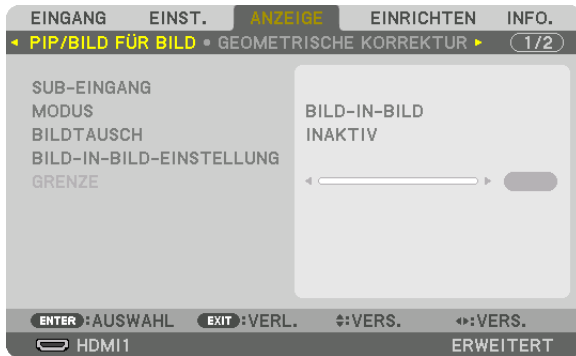 EINGANG EINST. ANZEIGE EINRICHTEN INFO.
PIP/BILD FÜR BILD • GEOMETRISCHE KORREKTUR 1/2
SUB-EINGANG
MODUS BILD-IN-BILD
BILDTAUSCH INAKTIV
BILD-IN-BILD-EINSTELLUNG
GRENZE
ENTER :AUSWAHL EXIT :VERL. :VERS. :VERS.
HDMI1 ERWEITERT